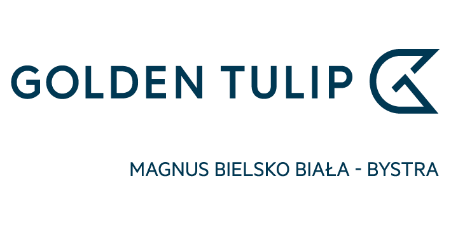 GOLDEN TULIP
MAGNUS BIELSKO BIAŁA - BYSTRA